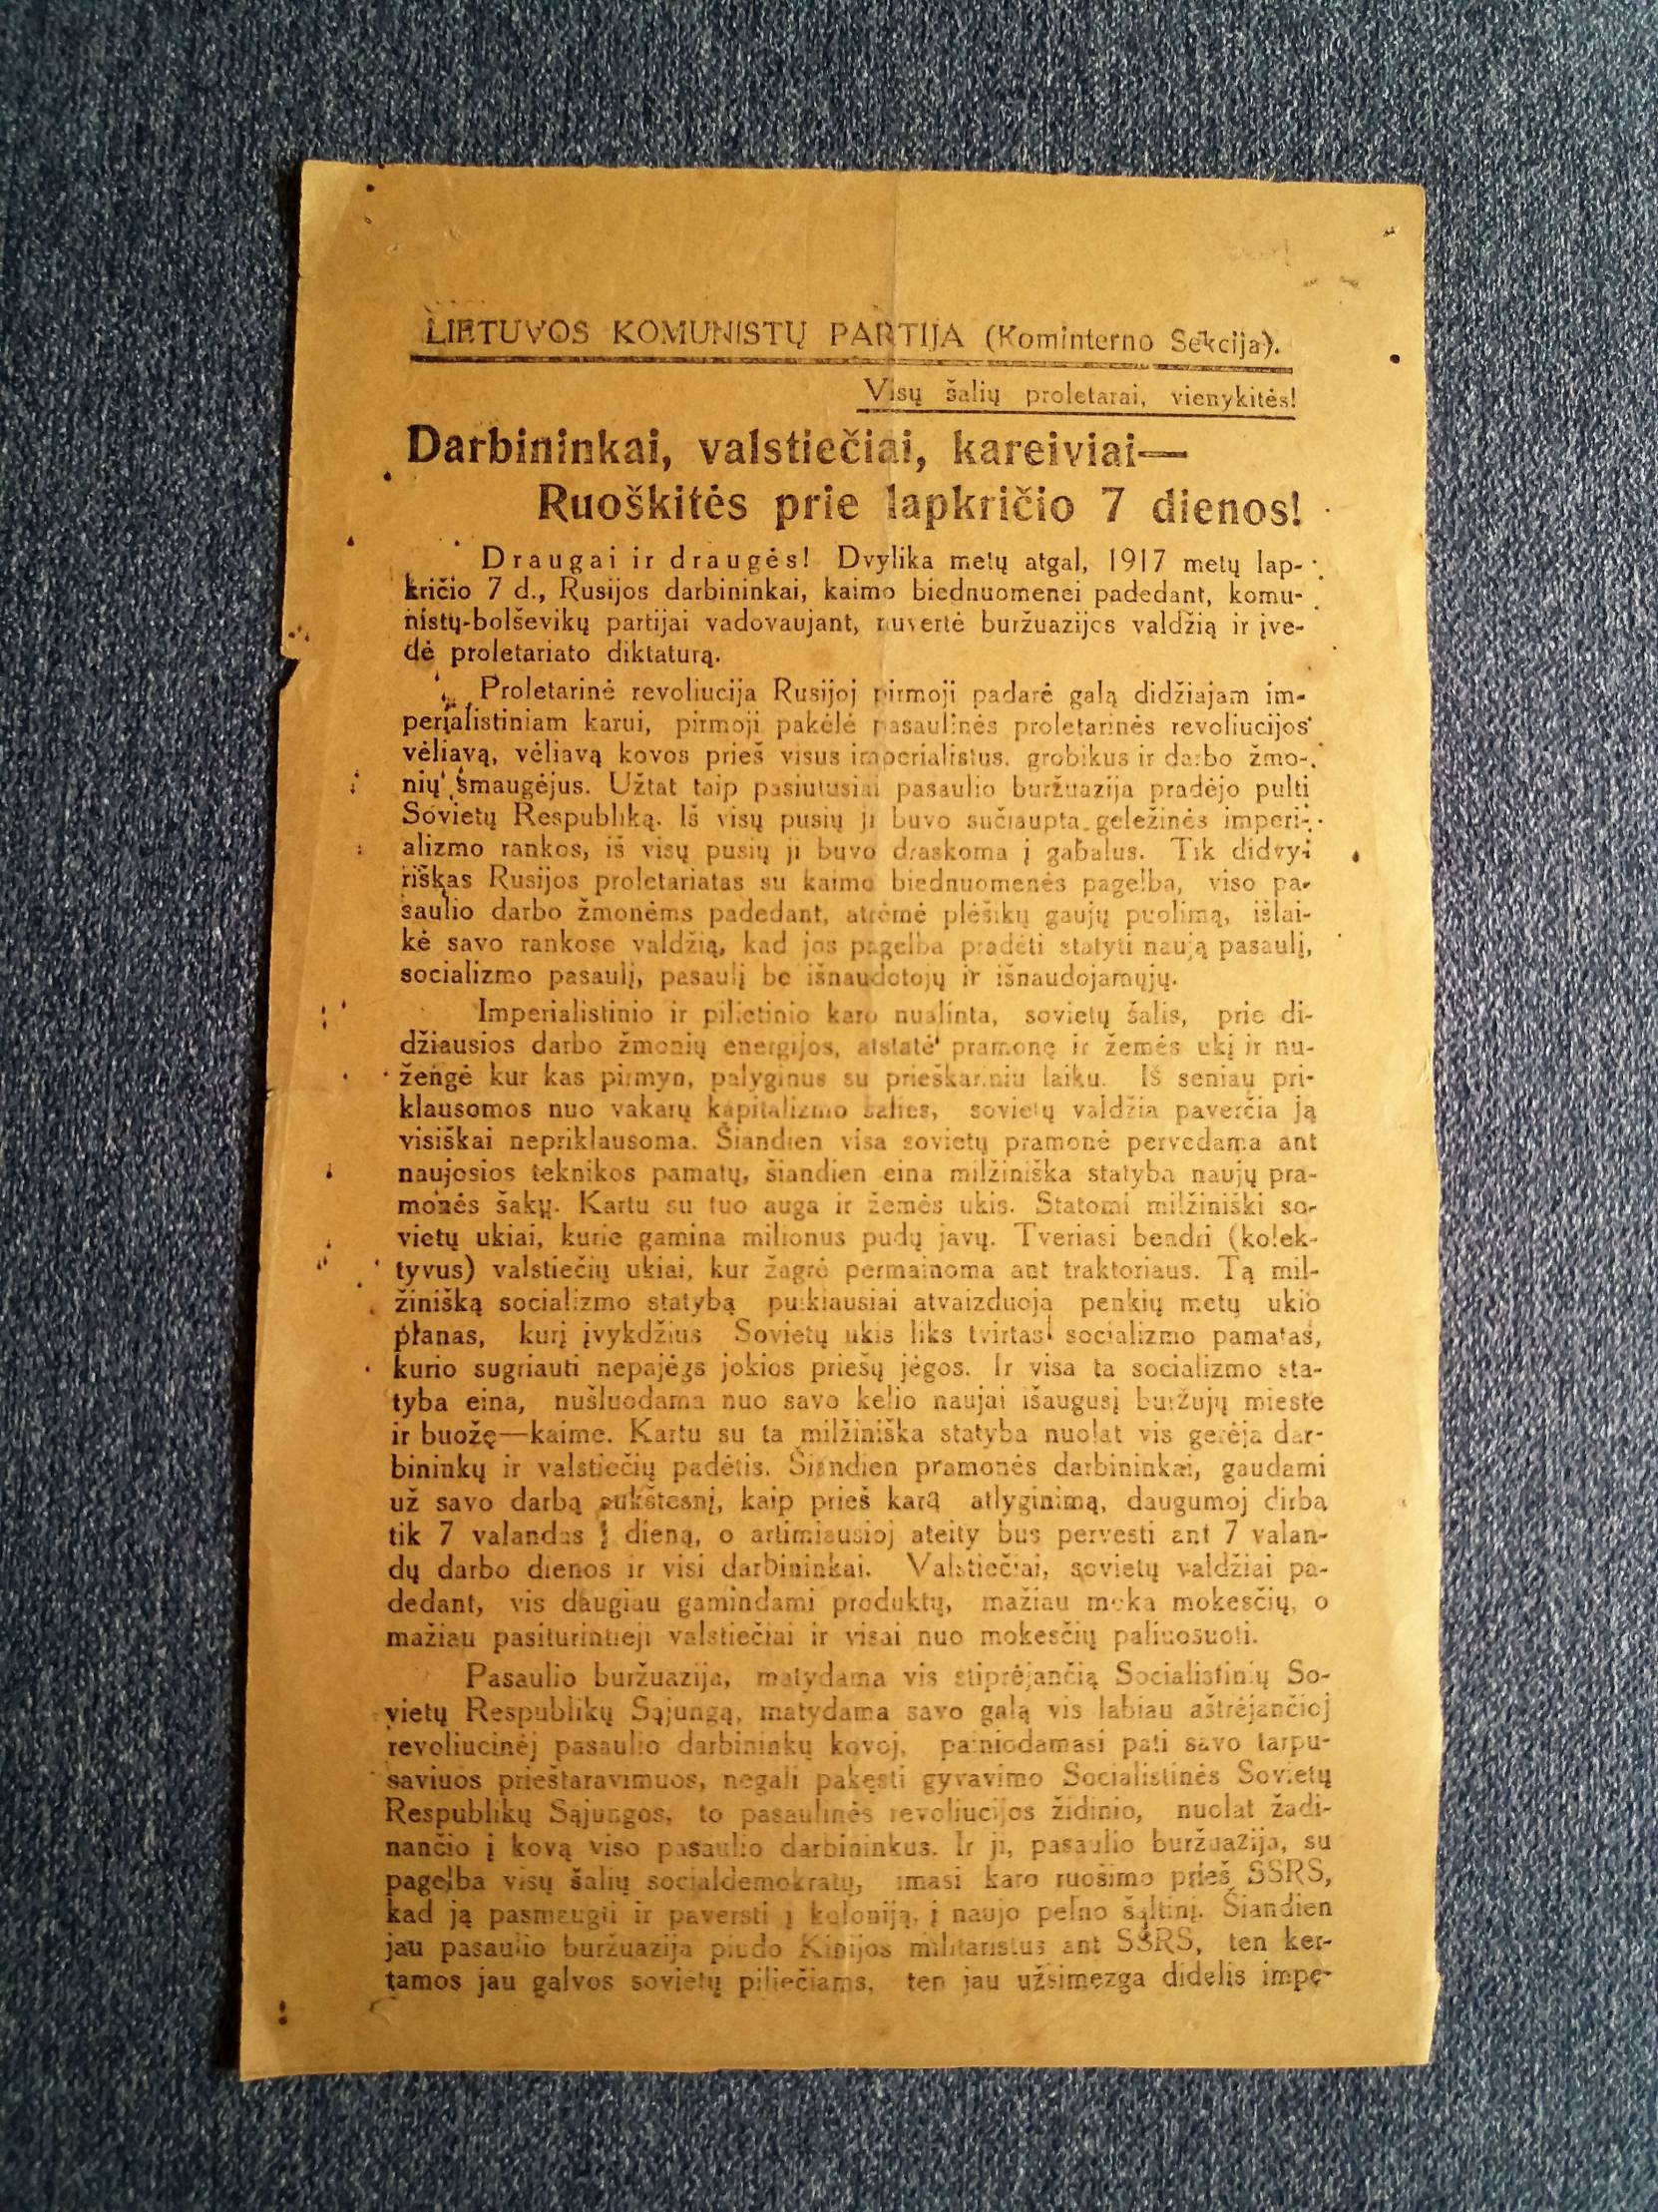 LIETUVOS KOMUNISTŲ PARTIJA (Kominterno Sekcija).
Visų šalių proletarai, vienykitės!
Darbininkai, valstiečiai, kareiviai—
Ruoškitės prie lapkričio 7 dienos!
Draugai ir draugės! Dvylika metų atgal, 1917 metų lap-
kričio 7 d., Rusijos darbininkai, kaimo biednuomenei padedant, komu-
nistų-bolševikų partijai vadovaujant, nuvertė buržuazijos valdžią ir įve-
dė proletariato diktaturą.
Proletarinė revoliucija Rusijoj pirmoji padarė galą didžiajam im-
perialistiniam karui, pirmoji pakėlė pasaulinės proletarinės revoliucijos
vėliavą, vėliavą kovos prieš visus imperialistus, grobikus ir darbo žmo-
nių smaugėjus. Užtat taip pasiutusiai pasaulio buržuazija pradėjo pulti
Sovietų Respubliką. Iš visų pusių ji buvo sučiaupta geležinės imperi-
alizmo rankos, iš visų pusių ji buvo draskoma į gabalus. Tik didvy-
riškas Rusijos proletariatas su kaimo biednuomenės pagelba, viso pa-
saulio darbo žmonėms padedant, atrėmė plėšikų gaujų puolimą, išlai-
kė savo rankose valdžią, kad jos pagelba pradėti statyti naują pasaulį,
socializmo pasaulį, pasaulį be išnaudotojų ir išnaudojamųjų.
Imperialistinio ir pilietinio karo nualinta, sovietų šalis, prie di-
džiausios darbo žmonių energijos, atstatė pramonę ir žemės ukį ir nu-
žengė kur kas pirmyn, palyginus su prieškariniu laiku. Iš seniau pri-
klausomos nuo vakarų kapitalizmo šalies, sovietų valdžia paverčia ją
visiškai nepriklausoma. Šiandien visa sovietų pramonė pervedama ant
naujosios teknikos pamatų, šiandien eina milžiniška statyba naujų pra-
monės šakų. Kartu su tuo auga ir žemės ukis. Statomi milžiniški so-
vietų ukiai, kurie gamina milionus pudų javų. Tveriasi bendri (kolek-
tyvus) valstiečių ukiai, kur žagrė permainoma ant traktoriaus. Tą mil-
žinišką socializmo statybą puikiausiai atvaizduoja penkių metų ukio
planas, kurį įvykdžius Sovietų ukis liks tvirtas socializmo pamatas,
kurio sugriauti nepajėgs jokios priešų jėgos. Ir visa ta socializmo sta-
tyba eina, nušluodama nuo savo kelio naujai išaugusį buržujų mieste
ir buožę—kaime. Kartu su ta milžiniška statyba nuolat vis gerėja dar-
bininkų ir valstiečių padėtis. Šiandien pramonės darbininkai, gaudami
už savo darbą aukštesnį, kaip prieš karą atlyginimą, daugumoj dirba
tik 7 valandas į dieną, o artimiausioj ateity bus pervesti ant 7 valan-
dų darbo dienos ir visi darbininkai. Valstiečiai, sovietų valdžiai pa-
dedant, vis daugiau gamindami produktų, mažiau moka mokesčių, o
mažiau pasiturintieji valstiečiai ir visai nuo mokesčių paliuosuoti.
Pasaulio buržuazija, matydama vis stiprėjančią Socialistinių So-
vietų Respublikų Sąjungą, matydama savo galą vis labiau aštrėjančioj
revoliucinėj pasaulio darbininkų kovoj, painiodamasi pati savo tarpu-
saviuos prieštaravimuos, negali pakęsti gyvavimo Socialistinės Sovietų
Respublikų Sąjungos, to pasaulinės revoliucijos židinio, nuolat žadi-
nančio į kovą viso pasaulio darbininkus. Ir ji, pasaulio buržuazija, su
pagelba visų šalių socialdemokratų, imasi karo ruošimo prieš SSRS,
kad ją pasmaugti ir paversti į koloniją, į naujo pelno šaltinį. Šiandien
jau pasaulio buržuazija piudo Kinijos militaristus ant SSRS, ten ker-
tamos jau galvos sovietų piliečiams, ten jau užsimezga didelis impe-